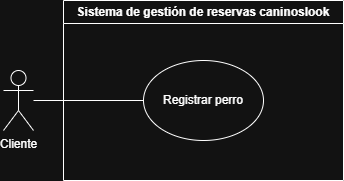 Sistema de gestión de reservas caninoslook
Registrar perro
Cliente